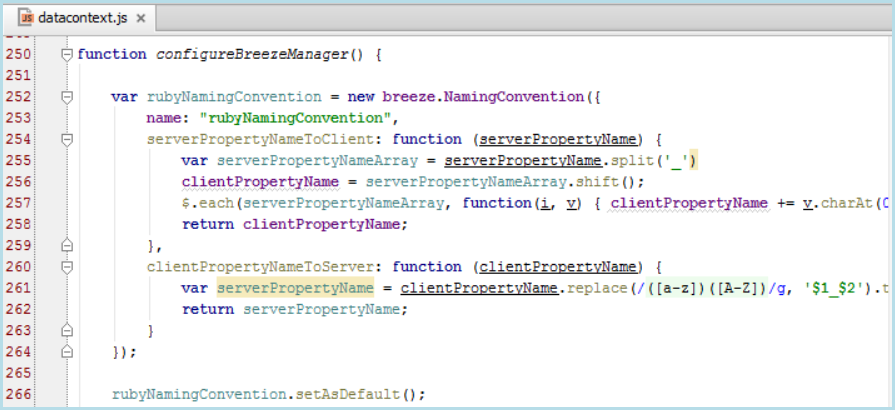 datacontext.js
250 function configureBreezeManager() {
251
252 var rubyNamingConvention = new breeze.NamingConvention({
253 name: "rubyNamingConvention",
254 serverPropertyNameToClient: function (serverPropertyName) {
255 var serverPropertyNameArray = serverPropertyName.split('_')
256 clientPropertyName = serverPropertyNameArray.shift();
257 $.each(serverPropertyNameArray, function(i, v) { clientPropertyName += v.charAt(
258 return clientPropertyName;
259 },
260 clientPropertyNameToServer: function (clientPropertyName) {
261 var serverPropertyName = clientPropertyName.replace(/([a-z])([A-Z])/g, '$1_$2').t
262 return serverPropertyName;
263 }
264 });
265
266 rubyNamingConvention.setAsDefault();